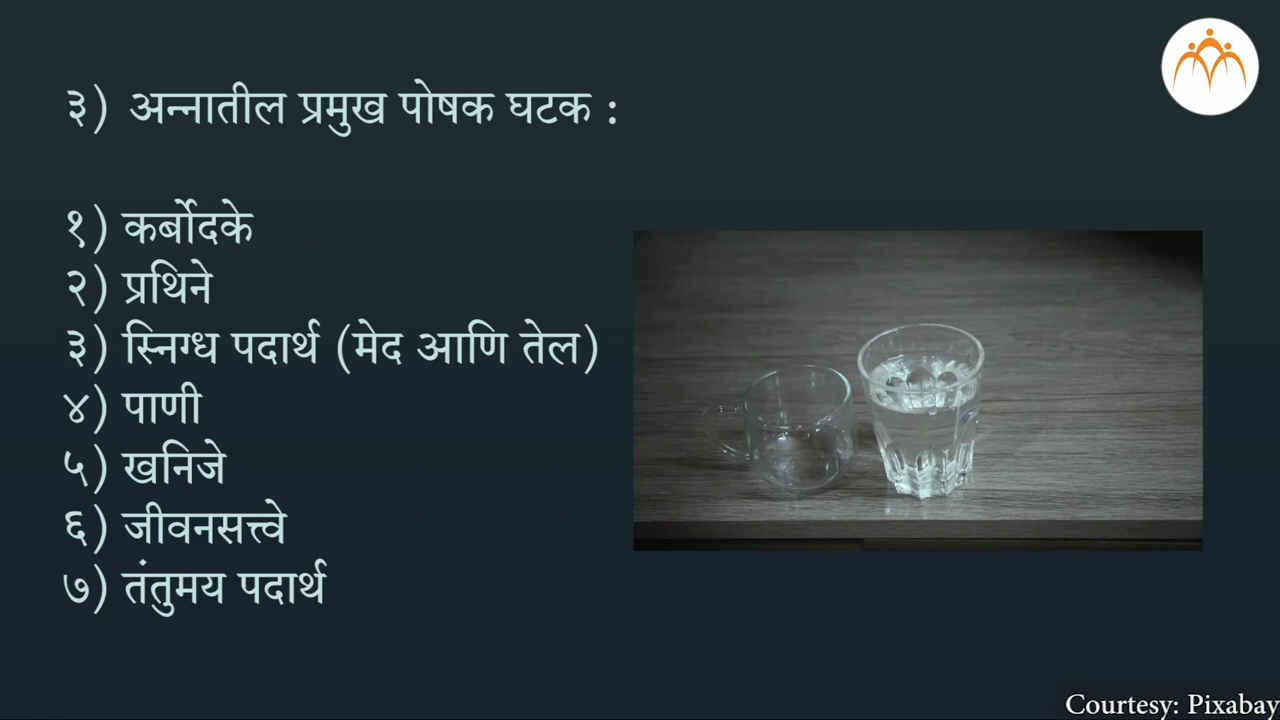 ३) अन्नातील प्रमुख पोषक घटक :
१) कर्बोदके
२) प्रथिने
३) स्निग्ध पदार्थ (मेद आणि तेल)
४) पाणी
५) खनिजे
६) जीवनसत्त्वे
७) तंतुमय पदार्थ
Courtesy: Pixabay